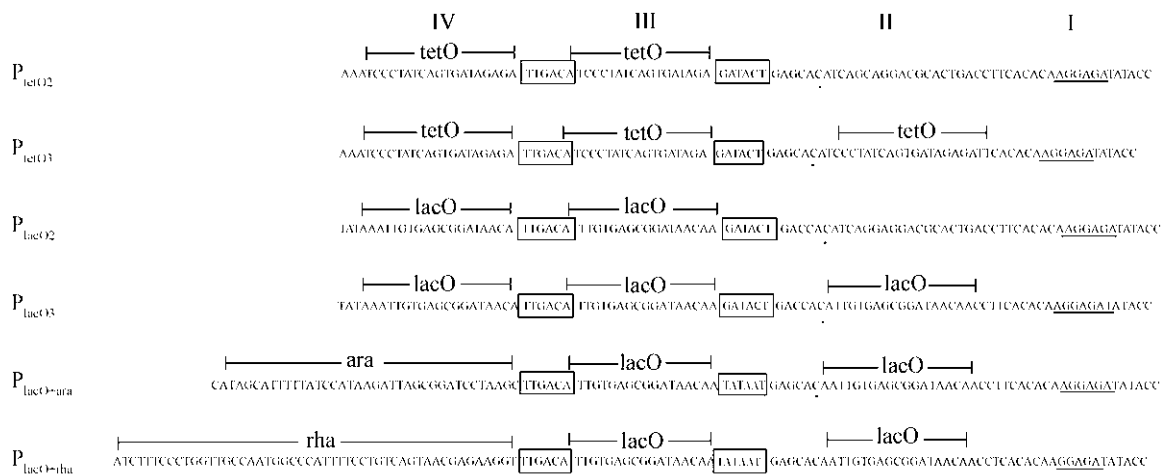 IV III II I
tetO tetO
P_tetO2 AAATCCCTATCAGTGATAGAGA TTGACA TCCCTATCAGTGATAGA GATACT GAGCACATCAGCAGGACGCACTGACCTTCACACAAGGAGATATACC
tetO tetO tetO
P_tetO3 AAATCCCTATCAGTGATAGAGA TTGACA TCCCTATCAGTGATAGA GATACT GAGCACATCCCTATCAGTGATAGAGATTCACACAAGGAGATATACC
lacO lacO
P_lacO2 TATAAATTGTGAGCGGATAACA TTGACA TTGTGAGCGGATAACAA GATACT GACCACATCAGGAGGACGCACTGACCTTCACACAAGGAGATATACC
lacO lacO lacO
P_lacO3 TATAAATTGTGAGCGGATAACA TTGACA TTGTGAGCGGATAACAA GATACT GACCACATTGTGAGCGGATAACAACCTTCACACAAGGAGATATACC
ara lacO lacO
P_lacO+ara CATAGCATTTTTATCCATAAGATTAGCGGATCCTAAGC TTGACA TTGTGAGCGGATAACAA TATAAT GAGCACAATTGTGAGCGGATAACAACCTTCACACAAGGAGATATACC
rha lacO lacO
P_lacO+rha ATCTTTCCCTGGTTGCCAATGGCCCATTTTCCTGTCAGTAACGAGAAGGT TTGACA TTGTGAGCGGATAACAA TATAAT GAGCACAATTGTGAGCGGATAACAACCTCACACAAGGAGATATACC